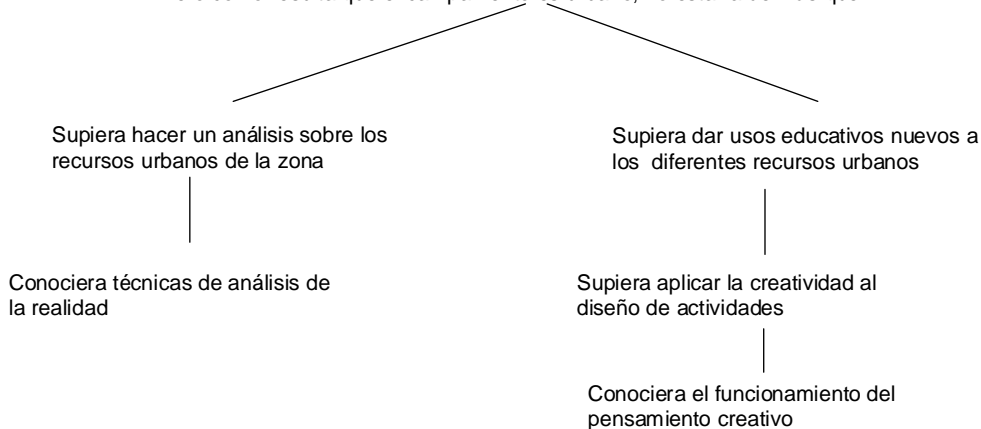 Supiera hacer un análisis sobre los
recursos urbanos de la zona
Supiera dar usos educativos nuevos a
los diferentes recursos urbanos
Conociera técnicas de análisis de
la realidad
Supiera aplicar la creatividad al
diseño de actividades
Conociera el funcionamiento del
pensamiento creativo